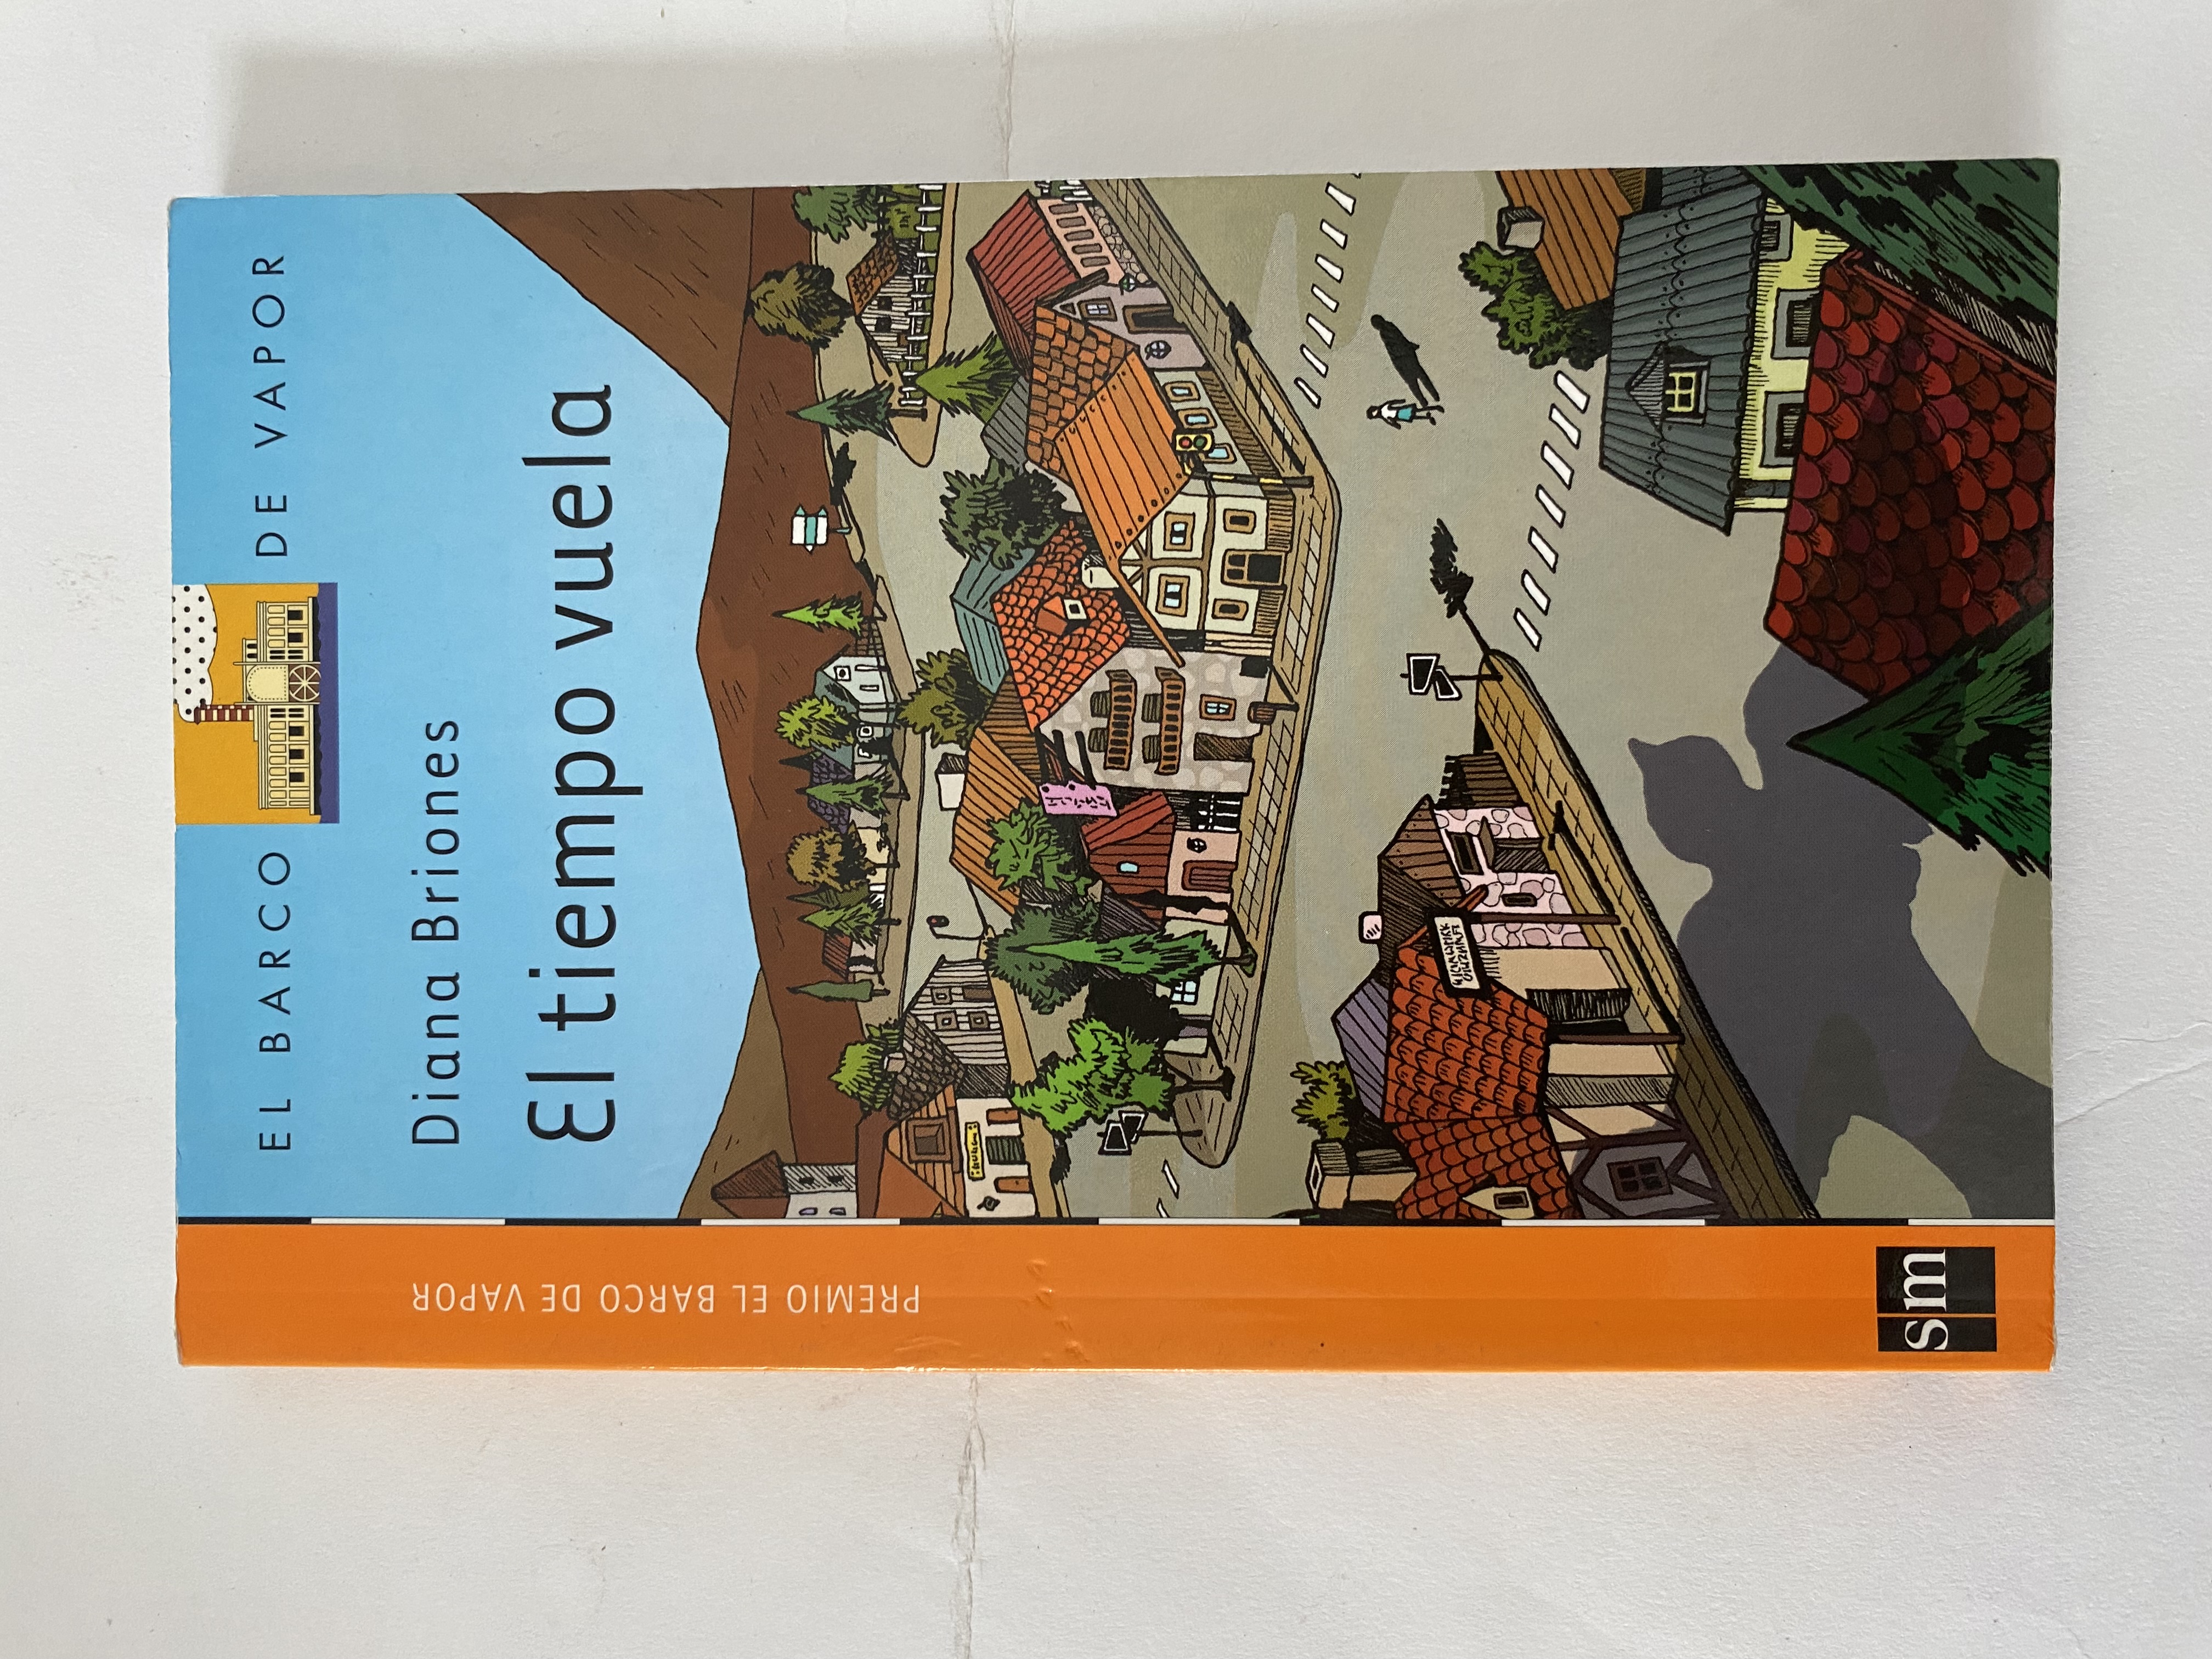 EL BARCO DE VAPOR
Diana Briones
El tiempo vuela
PREMIO EL BARCO DE VAPOR
sm